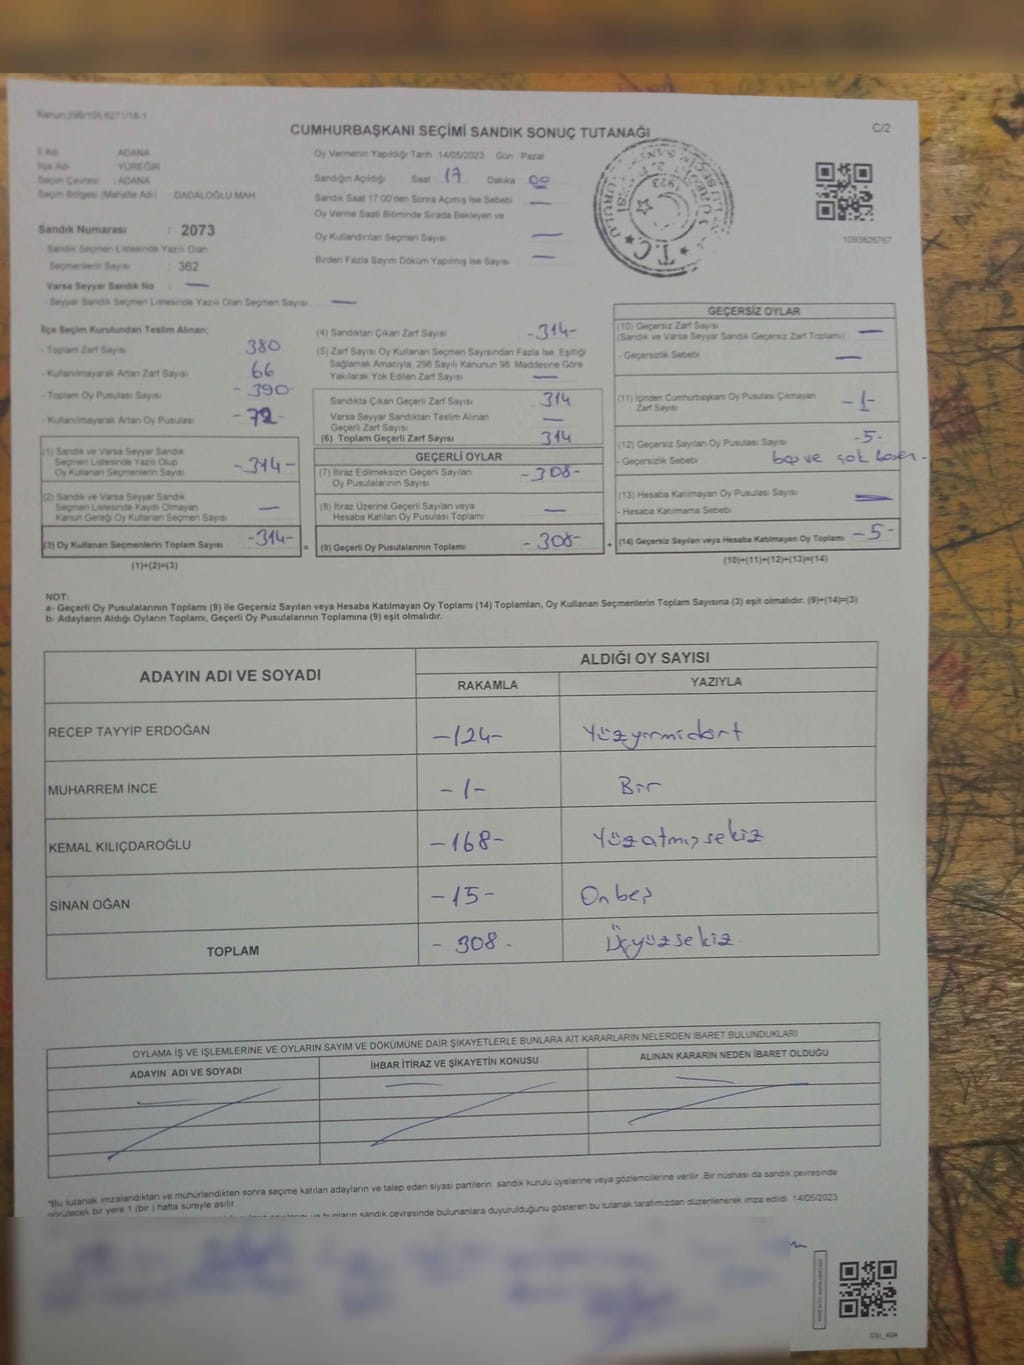 Kanun:298/105,6271/18-1
CUMHURBAŞKANI SEÇİMİ SANDIK SONUÇ TUTANAĞI
C/2
İl Adı : ADANA
İlçe Adı : YÜREĞİR
Seçim Çevresi : ADANA
Seçim Bölgesi (Mahalle Adı) DADALOĞLU MAH
Oy Vermenin Yapıldığı Tarih :14/05/2023 Gün : Pazar
Sandığın Açıldığı Saat 17 Dakika 00
Sandık Saat 17:00'den Sonra Açılmış İse Sebebi —
Oy Verme Saati Bitiminde Sırada Bekleyen ve
Oy Kullandırılan Seçmen Sayısı —
Birden Fazla Sayım Döküm Yapılmış İse Sayısı —
T.C.
1093826767
Sandık Numarası : 2073
- Sandık Seçmen Listesinde Yazılı Olan
Seçmenlerin Sayısı : 362
Varsa Seyyar Sandık No : —
- Seyyar Sandık Seçmen Listesinde Yazılı Olan Seçmen Sayısı —
İlçe Seçim Kurulundan Teslim Alınan;
- Toplam Zarf Sayısı 380
- Kullanılmayarak Artan Zarf Sayısı 66
- Toplam Oy Pusulası Sayısı -390-
- Kullanılmayarak Artan Oy Pusulası -72-
(1) Sandık ve Varsa Seyyar Sandık
Seçmen Listesinde Yazılı Olup
Oy Kullanan Seçmenlerin Sayısı -314-
(2) Sandık ve Varsa Seyyar Sandık
Seçmen Listesinde Kayıtlı Olmayan
Kanun Gereği Oy Kullanan Seçmen Sayısı —
(3) Oy Kullanan Seçmenlerin Toplam Sayısı -314-
(1)+(2)=(3)
(4) Sandıktan Çıkan Zarf Sayısı -314-
(5) Zarf Sayısı Oy Kullanan Seçmen Sayısından Fazla İse, Eşitliği
Sağlamak Amacıyla, 298 Sayılı Kanunun 98. Maddesine Göre
Yakılarak Yok Edilen Zarf Sayısı —
Sandıkta Çıkan Geçerli Zarf Sayısı 314
Varsa Seyyar Sandıktan Teslim Alınan
Geçerli Zarf Sayısı —
(6) Toplam Geçerli Zarf Sayısı 314
GEÇERLİ OYLAR
(7) İtiraz Edilmeksizin Geçerli Sayılan
Oy Pusulalarının Sayısı -308-
(8) İtiraz Üzerine Geçerli Sayılan veya
Hesaba Katılan Oy Pusulası Toplamı —
= (9) Geçerli Oy Pusulalarının Toplamı -308-
GEÇERSİZ OYLAR
(10) Geçersiz Zarf Sayısı
(Sandık ve Varsa Seyyar Sandık Geçersiz Zarf Toplamı) —
- Geçersizlik Sebebi —
(11) İçinden Cumhurbaşkanı Oy Pusulası Çıkmayan
Zarf Sayısı -1-
(12) Geçersiz Sayılan Oy Pusulası Sayısı -5-
- Geçersizlik Sebebi boş ve çok
(13) Hesaba Katılmayan Oy Pusulası Sayısı —
- Hesaba Katılmama Sebebi
+ (14) Geçersiz Sayılan veya Hesaba Katılmayan Oy Toplamı -5-
(10)+(11)+(12)+(13)=(14)
NOT:
a- Geçerli Oy Pusulalarının Toplamı (9) ile Geçersiz Sayılan veya Hesaba Katılmayan Oy Toplamı (14) Toplamları, Oy Kullanan Seçmenlerin Toplam Sayısına (3) eşit olmalıdır. (9)+(14)=(3)
b- Adayların Aldığı Oyların Toplamı, Geçerli Oy Pusulalarının Toplamına (9) eşit olmalıdır.
ADAYIN ADI VE SOYADI ALDIĞI OY SAYISI
RAKAMLA YAZIYLA
RECEP TAYYİP ERDOĞAN -124- Yüzyirmidört
MUHARREM İNCE -1- Bir
KEMAL KILIÇDAROĞLU -168- Yüzatmışsekiz
SİNAN OĞAN -15- Onbeş
TOPLAM -308- Üçyüzsekiz
OYLAMA İŞ VE İŞLEMLERİNE VE OYLARIN SAYIM VE DÖKÜMÜNE DAİR ŞİKAYETLERLE BUNLARA AİT KARARLARIN NELERDEN İBARET BULUNDUKLARI
ADAYIN ADI VE SOYADI İHBAR İTİRAZ VE ŞİKAYETİN KONUSU ALINAN KARARIN NEDEN İBARET OLDUĞU
*Bu tutanak imzalandıktan ve mühürlendikten sonra seçime katılan adayların ve talep eden siyasi partilerin sandık kurulu üyelerine veya gözlemcilerine verilir. Bir nüshası da sandık çevresinde
görülecek bir yere 1 (bir) hafta süreyle asılır.
bunların sandık çevresinde bulunanlara duyurulduğunu gösteren bu tutanak tarafımızdan düzenlenerek imza edildi. 14/05/2023